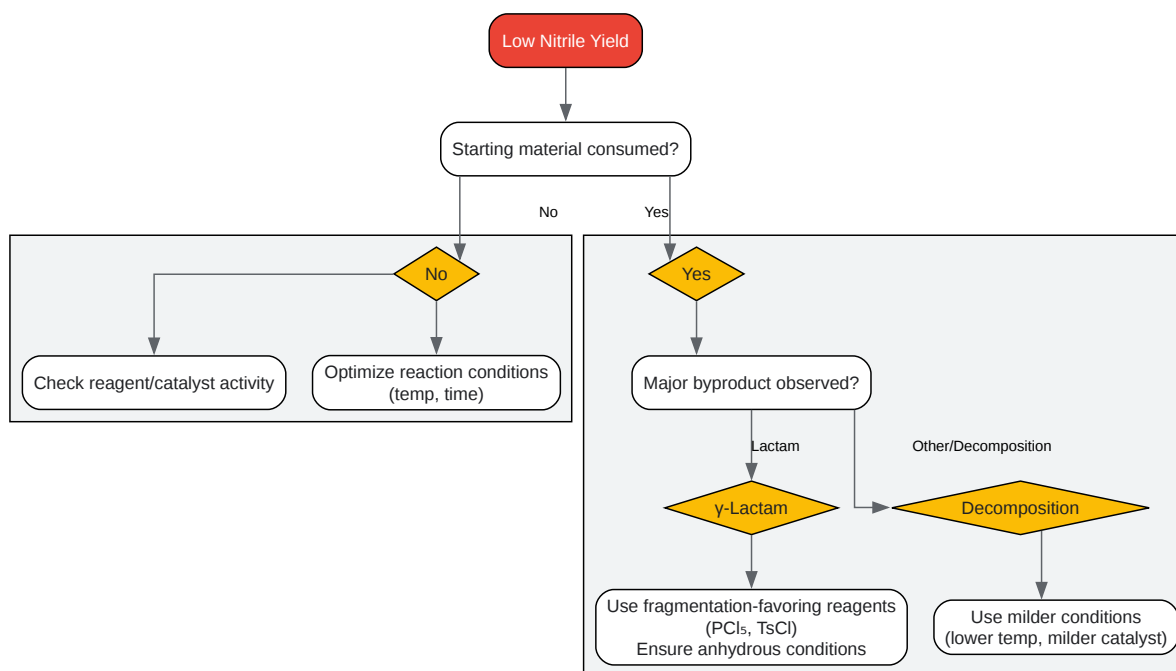 Low Nitrile Yield
Starting material consumed?
No
Yes
No
Yes
Check reagent/catalyst activity
Optimize reaction conditions
(temp, time)
Major byproduct observed?
Lactam
Other/Decomposition
γ-Lactam
Decomposition
Use fragmentation-favoring reagents
(PCl₅, TsCl)
Ensure anhydrous conditions
Use milder conditions
(lower temp, milder catalyst)